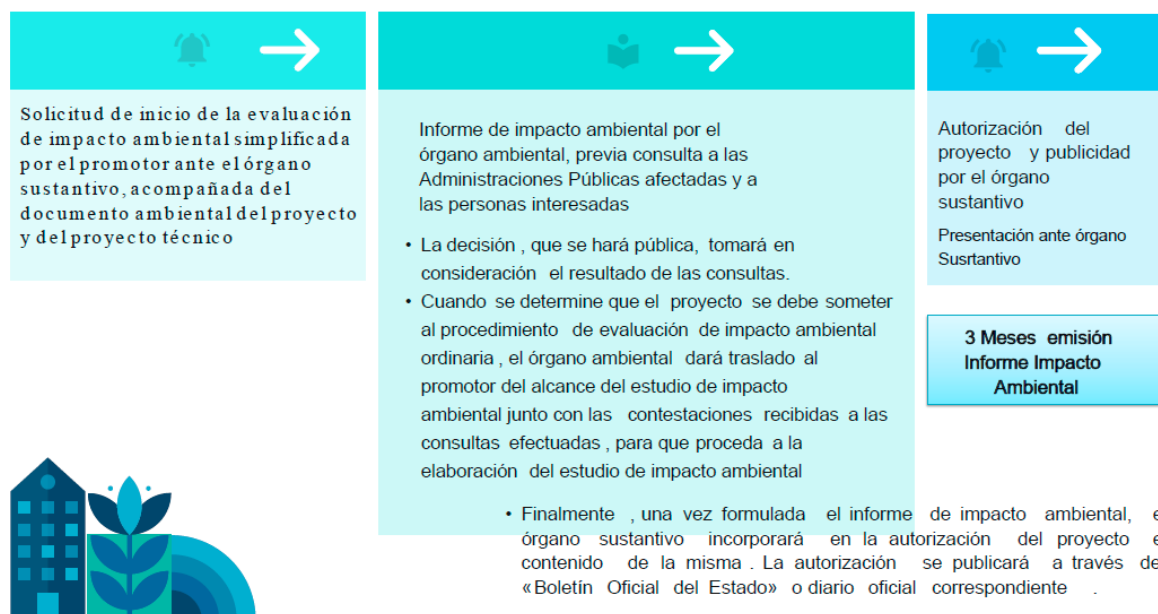 Solicitud de inicio de la evaluación
de impacto ambiental simplificada
por el promotor ante el órgano
sustantivo, acompañada del
documento ambiental del proyecto
y del proyecto técnico
Informe de impacto ambiental por el
órgano ambiental, previa consulta a las
Administraciones Públicas afectadas y a
las personas interesadas
• La decisión , que se hará pública, tomará en
consideración el resultado de las consultas.
• Cuando se determine que el proyecto se debe someter
al procedimiento de evaluación de impacto ambiental
ordinaria , el órgano ambiental dará traslado al
promotor del alcance del estudio de impacto
ambiental junto con las contestaciones recibidas a las
consultas efectuadas , para que proceda a la
elaboración del estudio de impacto ambiental
• Finalmente , una vez formulada el informe de impacto ambiental, e
órgano sustantivo incorporará en la autorización del proyecto e
contenido de la misma . La autorización se publicará a través de
«Boletín Oficial del Estado» o diario oficial correspondiente .
Autorización del
proyecto y publicidad
por el órgano
sustantivo
Presentación ante órgano
Susrtantivo
3 Meses emisión
Informe Impacto
Ambiental